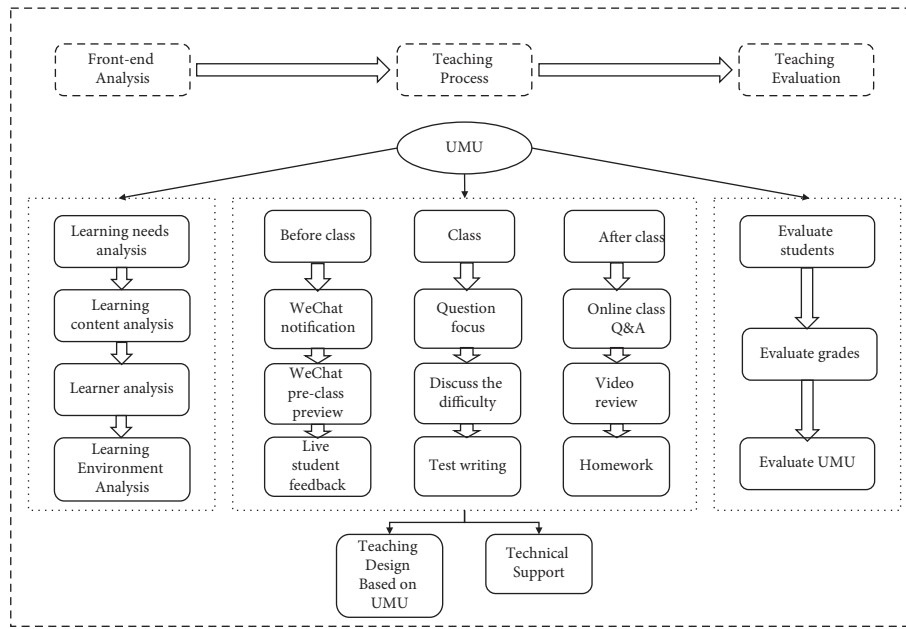 Front-end
Analysis
Teaching
Process
Teaching
Evaluation
UMU
Learning needs
analysis
Learning
content analysis
Learner analysis
Learning
Environment
Analysis
Before class
WeChat
notification
WeChat
pre-class
preview
Live
student
feedback
Class
Question
focus
Discuss the
difficulty
Test writing
After class
Online class
Q&A
Video
review
Homework
Evaluate
students
Evaluate grades
Evaluate UMU
Teaching
Design
Based on
UMU
Technical
Support